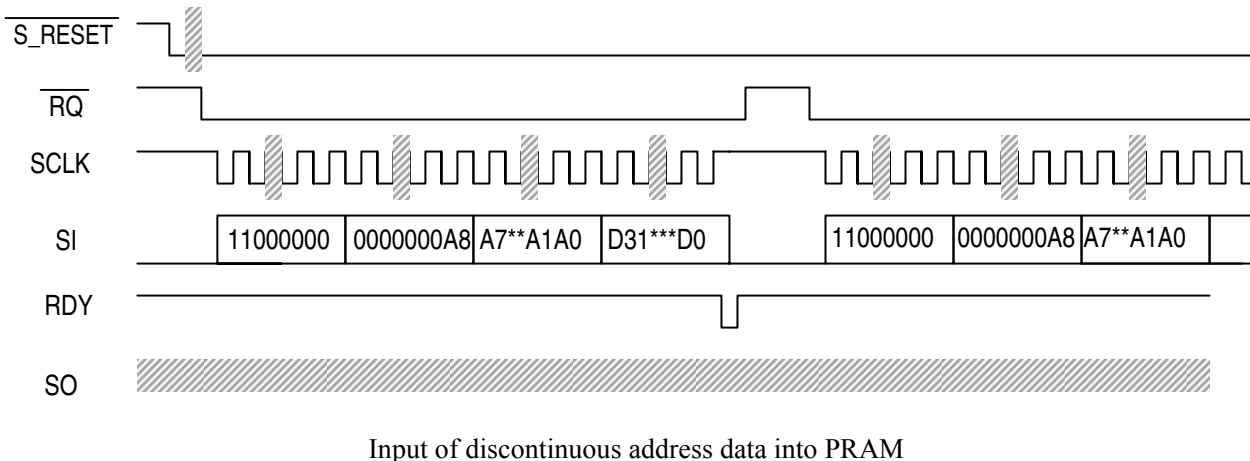 S_RESET
RQ
SCLK
SI 11000000 0000000A8 A7**A1A0 D31***D0 11000000 0000000A8 A7**A1A0
RDY
SO
Input of discontinuous address data into PRAM